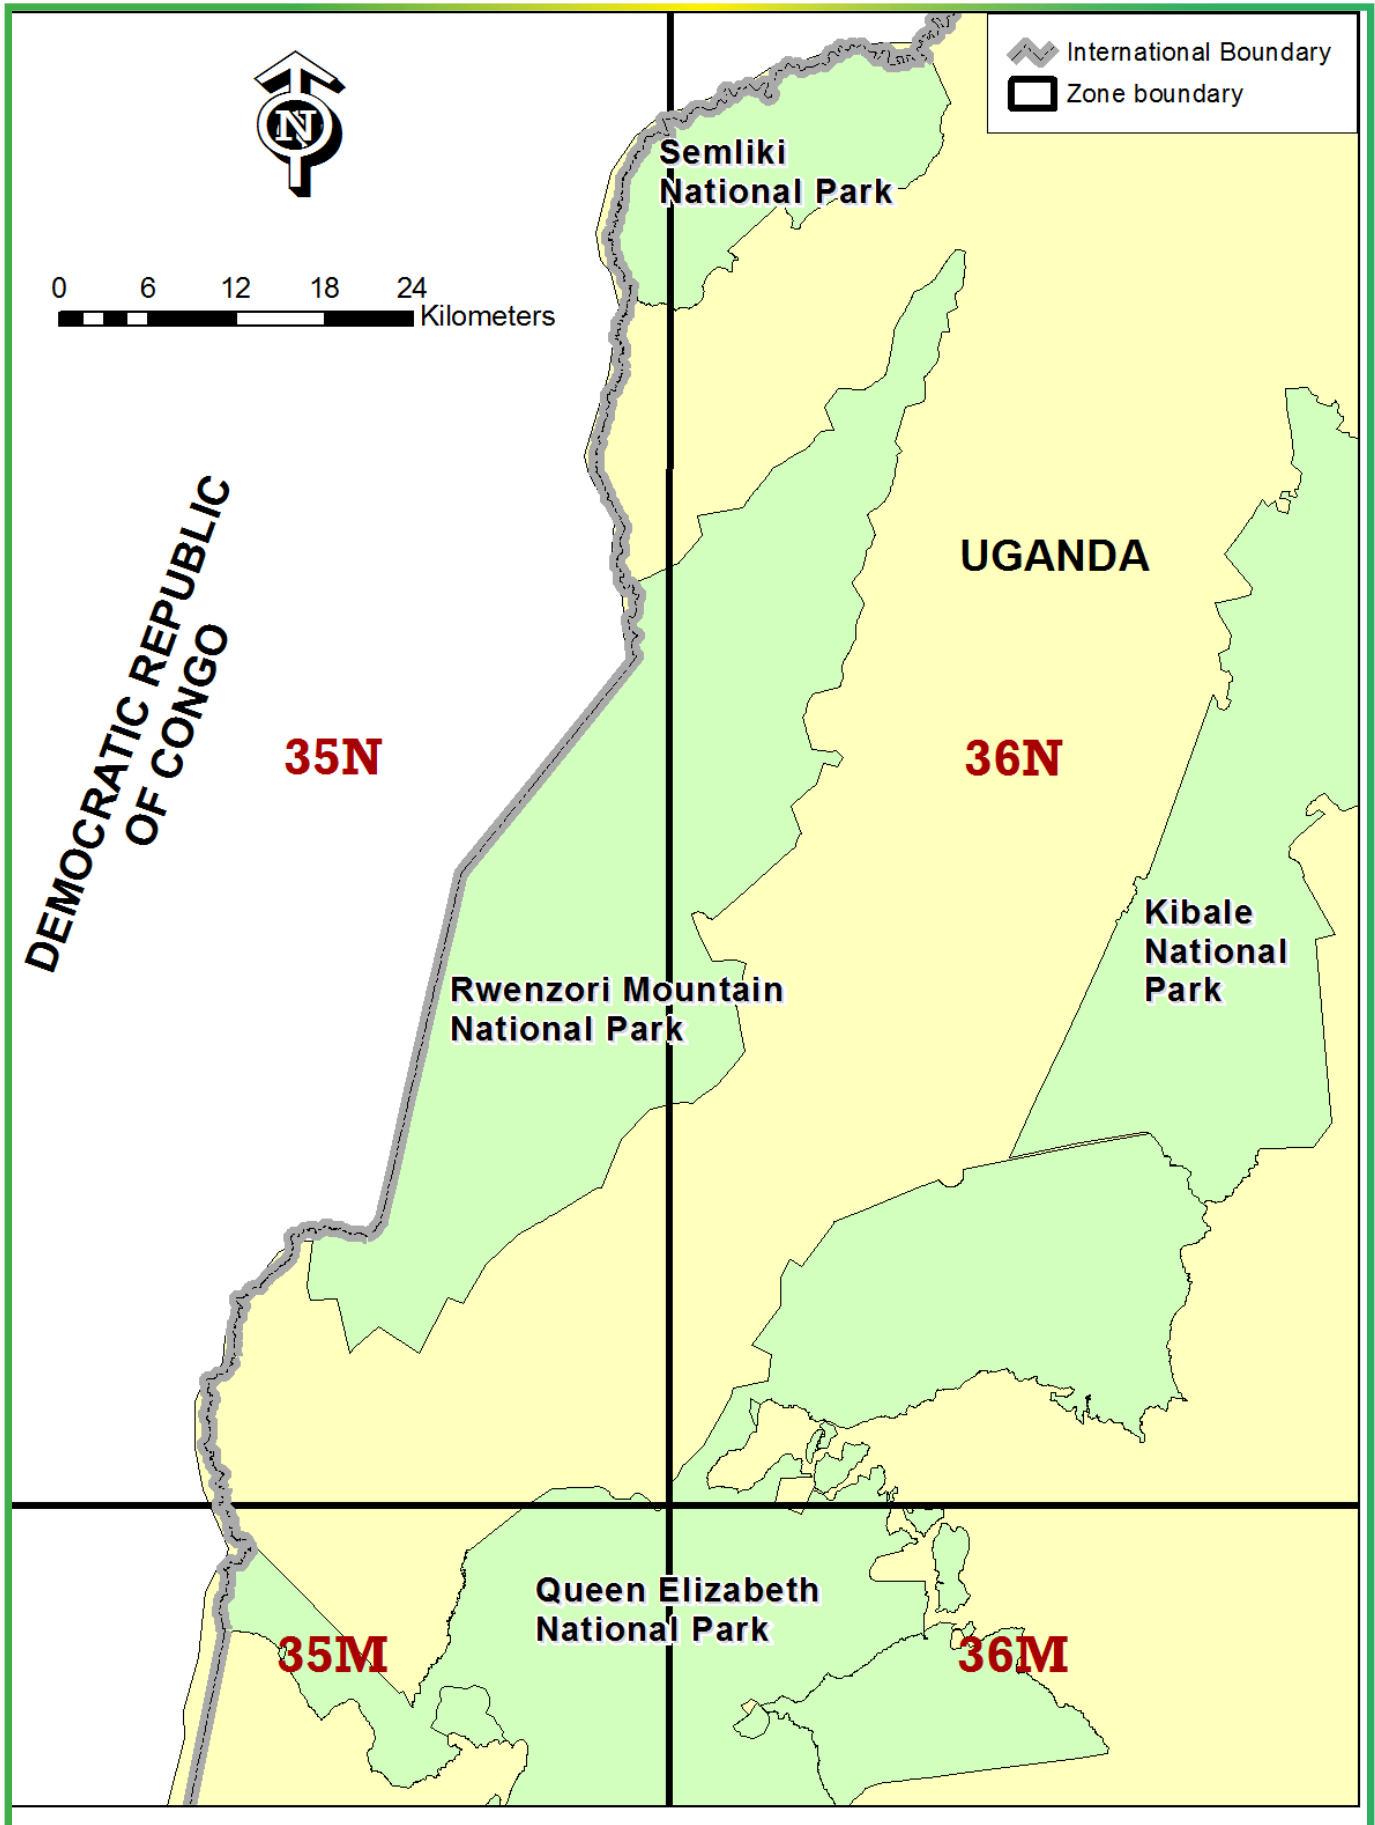 International Boundary
Zone boundary
N
Semliki
National Park
0 6 12 18 24
Kilometers
DEMOCRATIC REPUBLIC
OF CONGO
UGANDA
35N
36N
Kibale
National
Park
Rwenzori Mountain
National Park
Queen Elizabeth
National Park
35M
36M